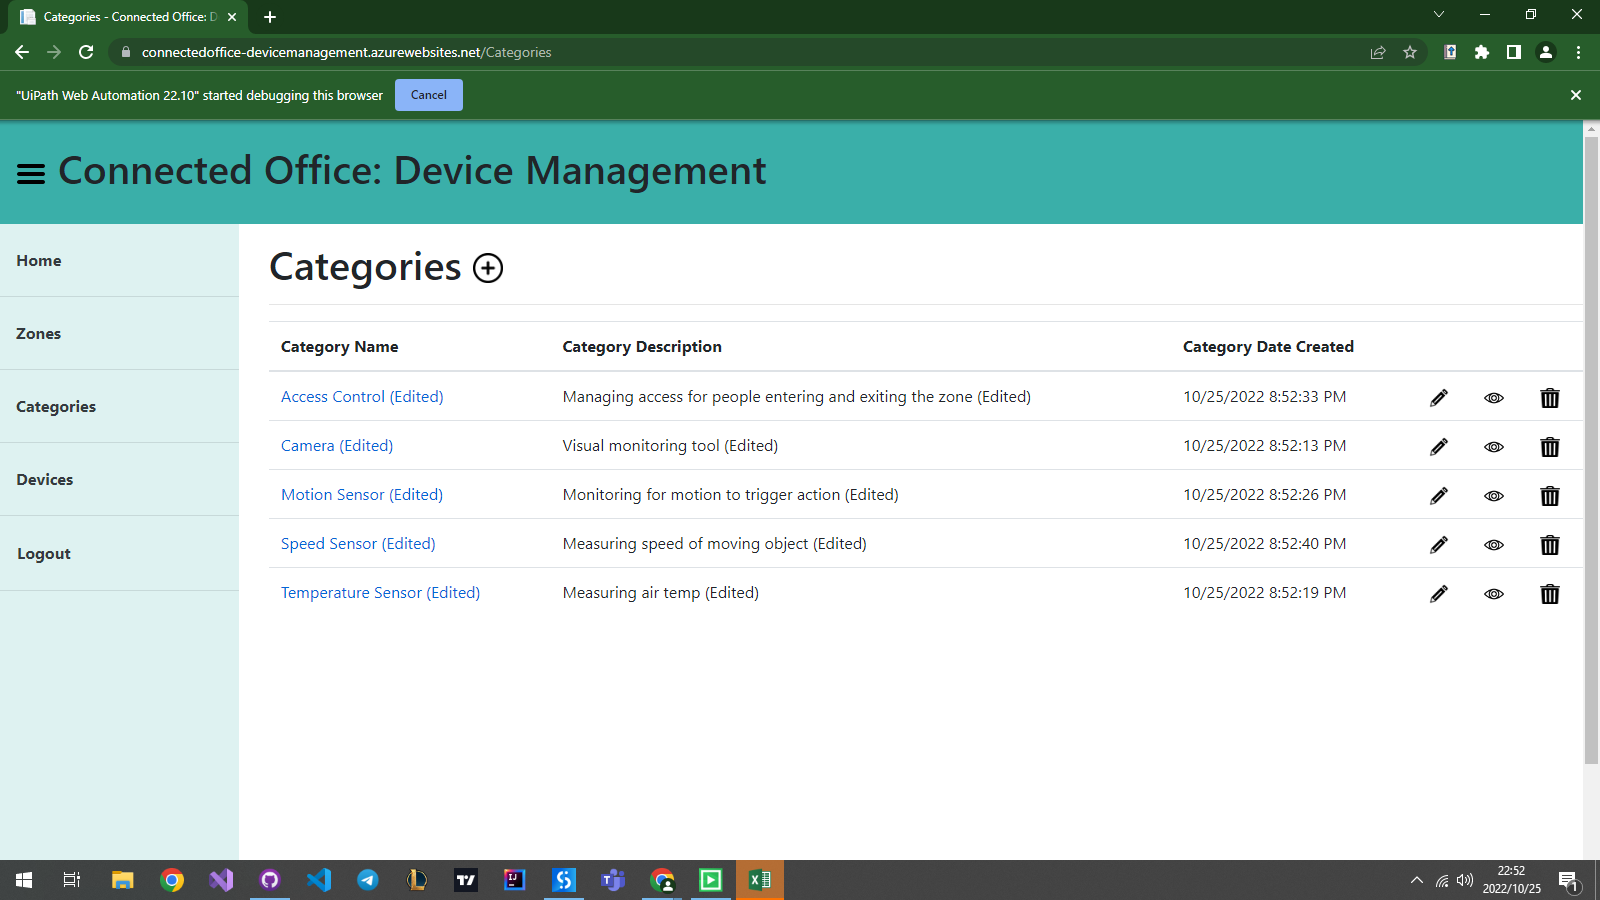 Categories - Connected Office: D
connectedoffice-devicemanagement.azurewebsites.net/Categories
"UiPath Web Automation 22.10" started debugging this browser Cancel
Connected Office: Device Management
Home
Zones
Categories
Devices
Logout
Categories
Category Name Category Description Category Date Created
Access Control (Edited) Managing access for people entering and exiting the zone (Edited) 10/25/2022 8:52:33 PM
Camera (Edited) Visual monitoring tool (Edited) 10/25/2022 8:52:13 PM
Motion Sensor (Edited) Monitoring for motion to trigger action (Edited) 10/25/2022 8:52:26 PM
Speed Sensor (Edited) Measuring speed of moving object (Edited) 10/25/2022 8:52:40 PM
Temperature Sensor (Edited) Measuring air temp (Edited) 10/25/2022 8:52:19 PM
22:52
2022/10/25
1